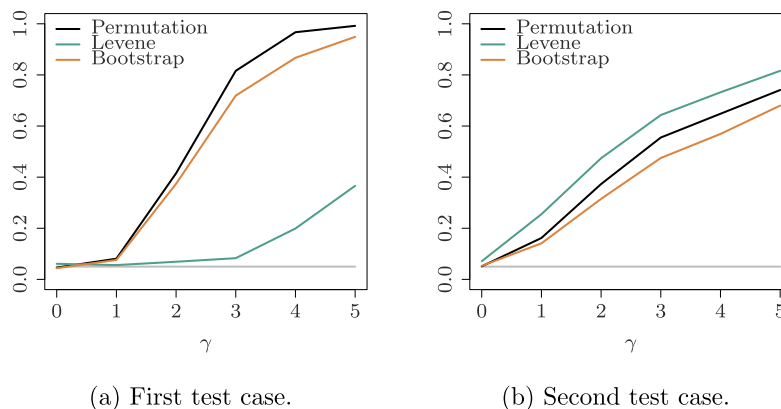 Permutation
Levene
Bootstrap
1.0
0.8
0.6
0.4
0.2
0.0
0 1 2 3 4 5
γ
(a) First test case.
Permutation
Levene
Bootstrap
1.0
0.8
0.6
0.4
0.2
0.0
0 1 2 3 4 5
γ
(b) Second test case.